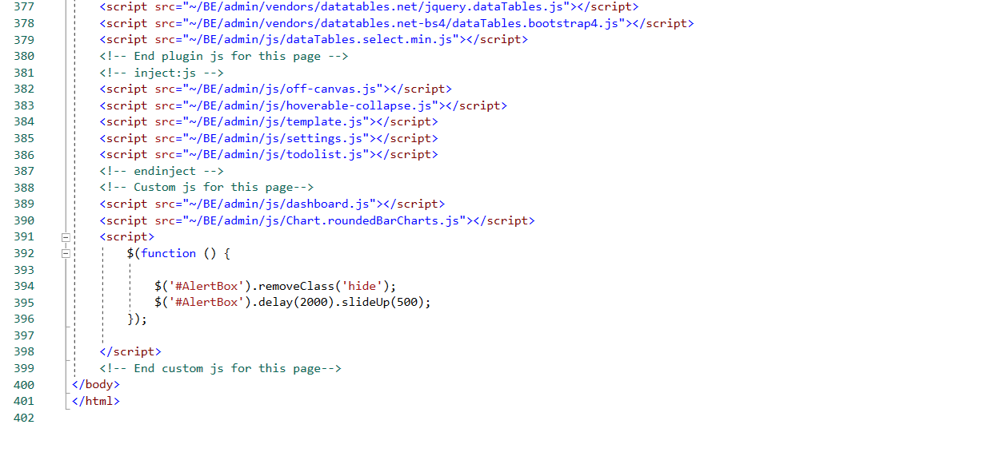 377 <script src="~/BE/admin/vendors/datatables.net/jquery.dataTables.js"></script>
378 <script src="~/BE/admin/vendors/datatables.net-bs4/dataTables.bootstrap4.js"></script>
379 <script src="~/BE/admin/js/dataTables.select.min.js"></script>
380 <!-- End plugin js for this page -->
381 <!-- inject:js -->
382 <script src="~/BE/admin/js/off-canvas.js"></script>
383 <script src="~/BE/admin/js/hoverable-collapse.js"></script>
384 <script src="~/BE/admin/js/template.js"></script>
385 <script src="~/BE/admin/js/settings.js"></script>
386 <script src="~/BE/admin/js/todolist.js"></script>
387 <!-- endinject -->
388 <!-- Custom js for this page-->
389 <script src="~/BE/admin/js/dashboard.js"></script>
390 <script src="~/BE/admin/js/Chart.roundedBarCharts.js"></script>
391 <script>
392 $(function () {
393
394 $('#AlertBox').removeClass('hide');
395 $('#AlertBox').delay(2000).slideUp(500);
396 });
397
398 </script>
399 <!-- End custom js for this page-->
400 </body>
401 </html>
402